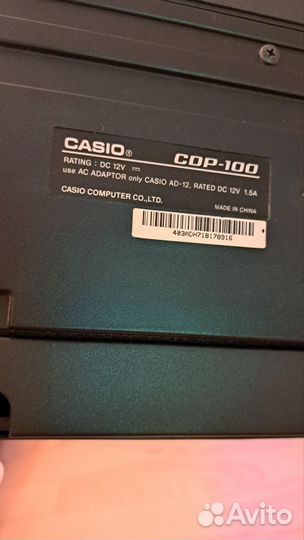 CASIO® CDP-100
RATING : DC 12V ⎓
use AC ADAPTOR only CASIO AD-12, RATED DC 12V 1.5A
CASIO COMPUTER CO.,LTD. MADE IN CHINA
403ADH718178916
Avito